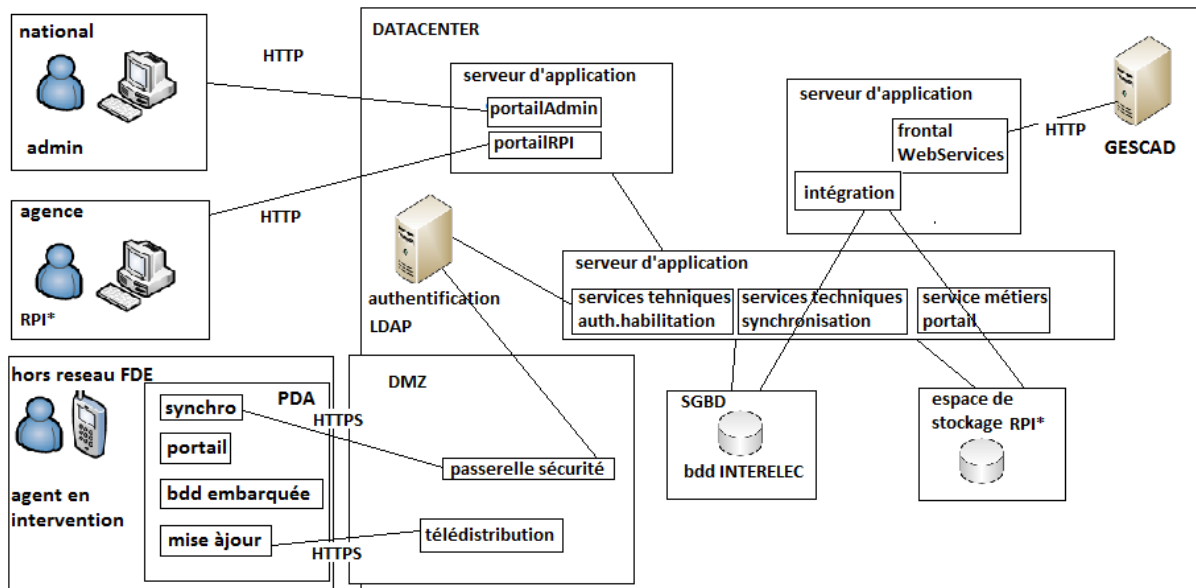 national
admin
HTTP
agence
RPI*
HTTP
hors reseau FDE
agent en
intervention
PDA
synchro
portail
bdd embarquée
mise àjour
HTTPS
HTTPS
DATACENTER
serveur d'application
portailAdmin
portailRPI
authentification
LDAP
DMZ
passerelle sécurité
télédistribution
serveur d'application
frontal
WebServices
intégration
HTTP
GESCAD
serveur d'application
services tehniques
auth.habilitation
services techniques
synchronisation
service métiers
portail
SGBD
bdd INTERELEC
espace de
stockage RPI*